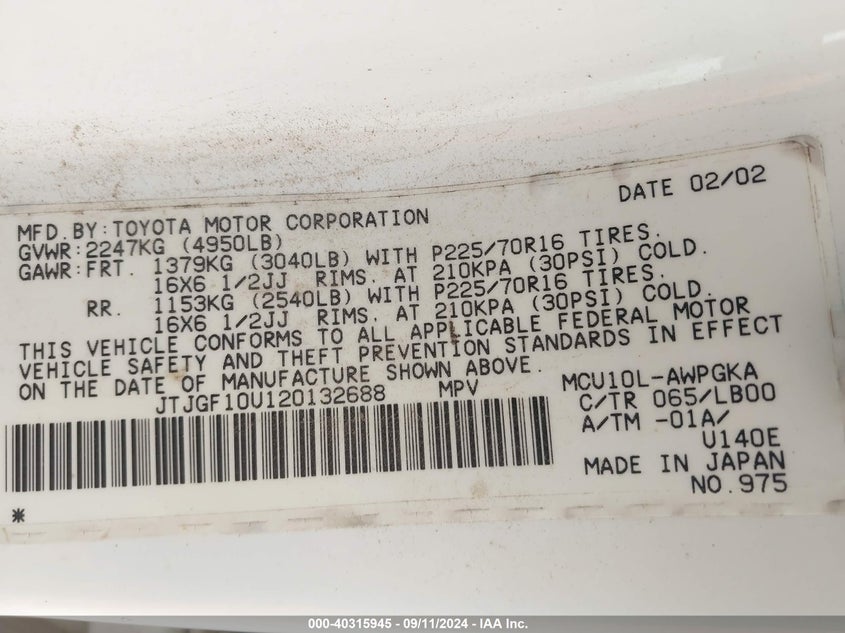 DATE 02/02
MFD.BY:TOYOTA MOTOR CORPORATION
GVWR:2247KG (4950LB)
GAWR:FRT. 1379KG (3040LB) WITH P225/70R16 TIRES.
16X6 1/2JJ RIMS. AT 210KPA (30PSI) COLD.
RR. 1153KG (2540LB) WITH P225/70R16 TIRES.
16X6 1/2JJ RIMS. AT 210KPA (30PSI) COLD.
THIS VEHICLE CONFORMS TO ALL APPLICABLE FEDERAL MOTOR
VEHICLE SAFETY AND THEFT PREVENTION STANDARDS IN EFFECT
ON THE DATE OF MANUFACTURE SHOWN ABOVE.
JTJGF10U120132688 MPV MCU10L-AWPGKA
C/TR 065/LB00
A/TM -01A/
U140E
MADE IN JAPAN
NO.975
*
000-40315945 - 09/11/2024 - IAA Inc.